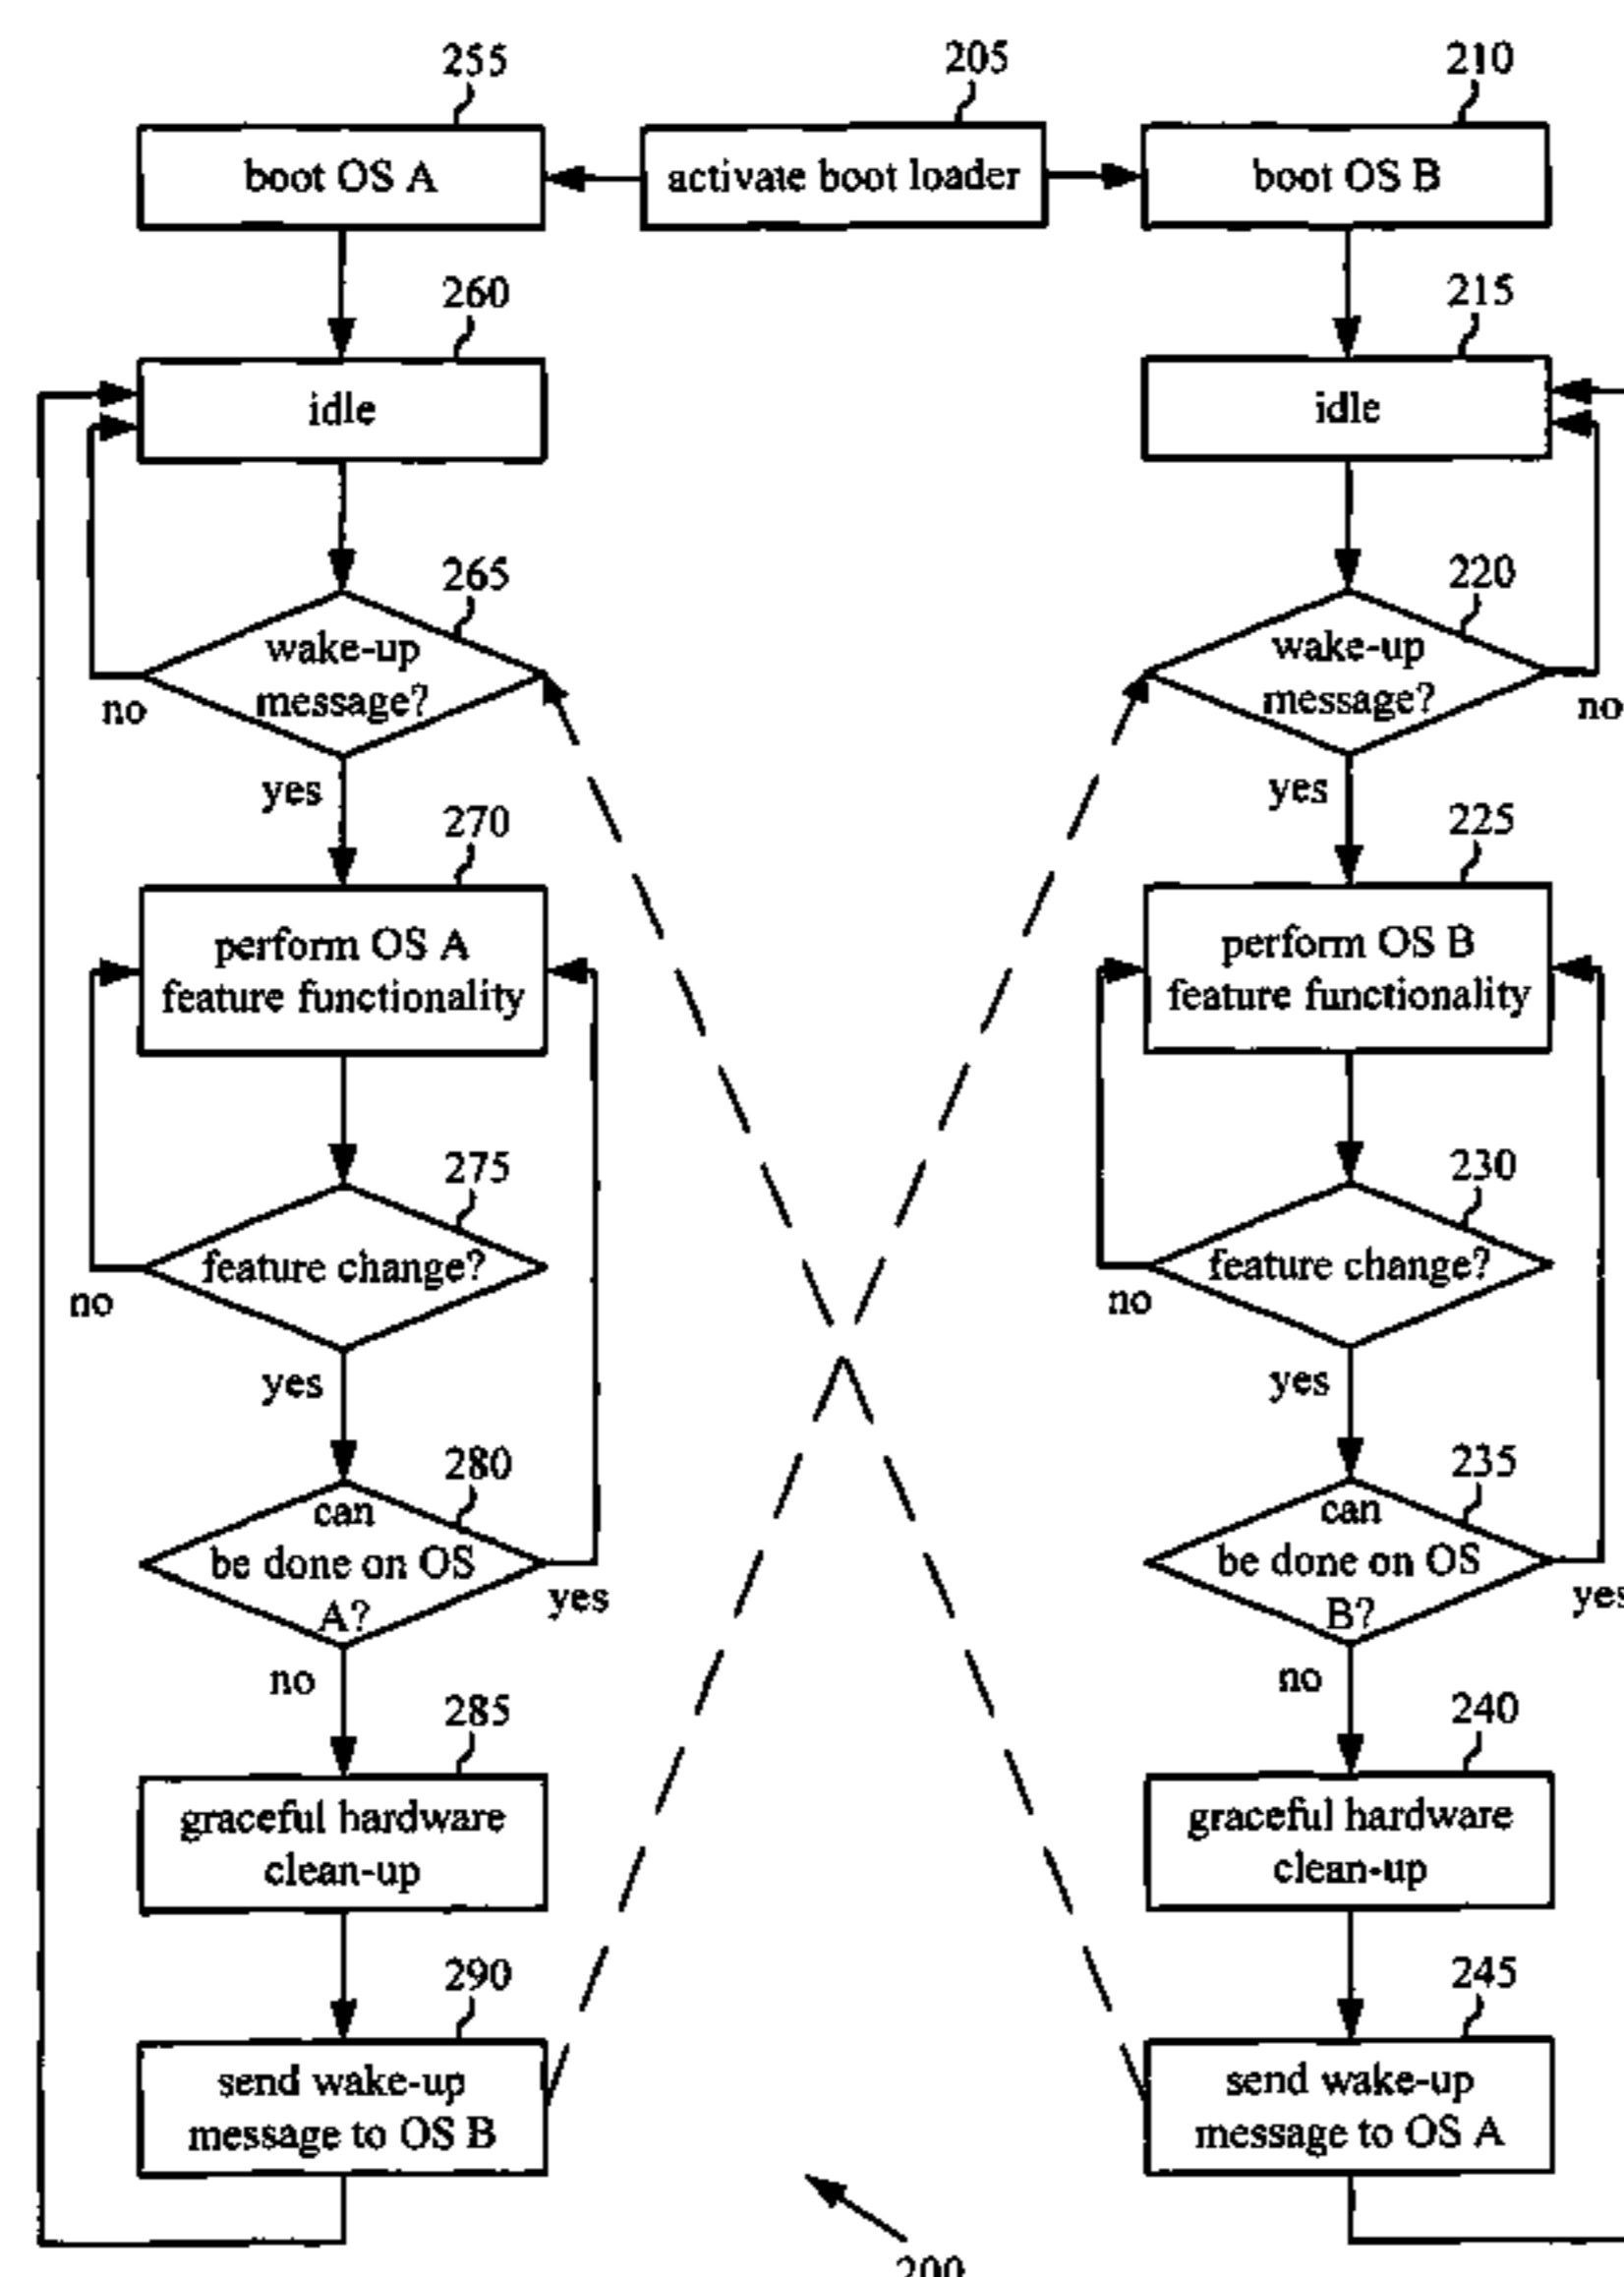 255
205
210
boot OS A
activate boot loader
boot OS B
260
215
idle
idle
265
220
wake-up
message?
wake-up
message?
no
no
yes
yes
270
225
perform OS A
feature functionality
perform OS B
feature functionality
275
230
feature change?
feature change?
no
no
yes
yes
280
235
can
be done on OS
A?
can
be done on OS
B?
yes
yes
no
no
285
240
graceful hardware
clean-up
graceful hardware
clean-up
290
245
send wake-up
message to OS B
send wake-up
message to OS A
200